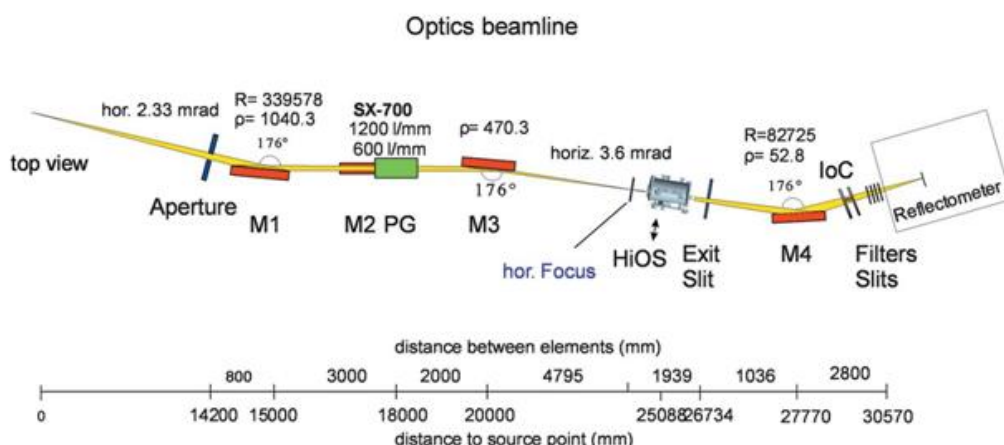 Optics beamline
hor. 2.33 mrad
R= 339578
ρ= 1040.3
176°
SX-700
1200 l/mm
600 l/mm
ρ= 470.3
176°
horiz. 3.6 mrad
R=82725
ρ= 52.8
176°
IoC
Reflectometer
top view
Aperture
M1
M2 PG
M3
hor. Focus
HiOS
Exit
Slit
M4
Filters
Slits
distance between elements (mm)
800 3000 2000 4795 1939 1036 2800
0 14200 15000 18000 20000 25088 26734 27770 30570
distance to source point (mm)